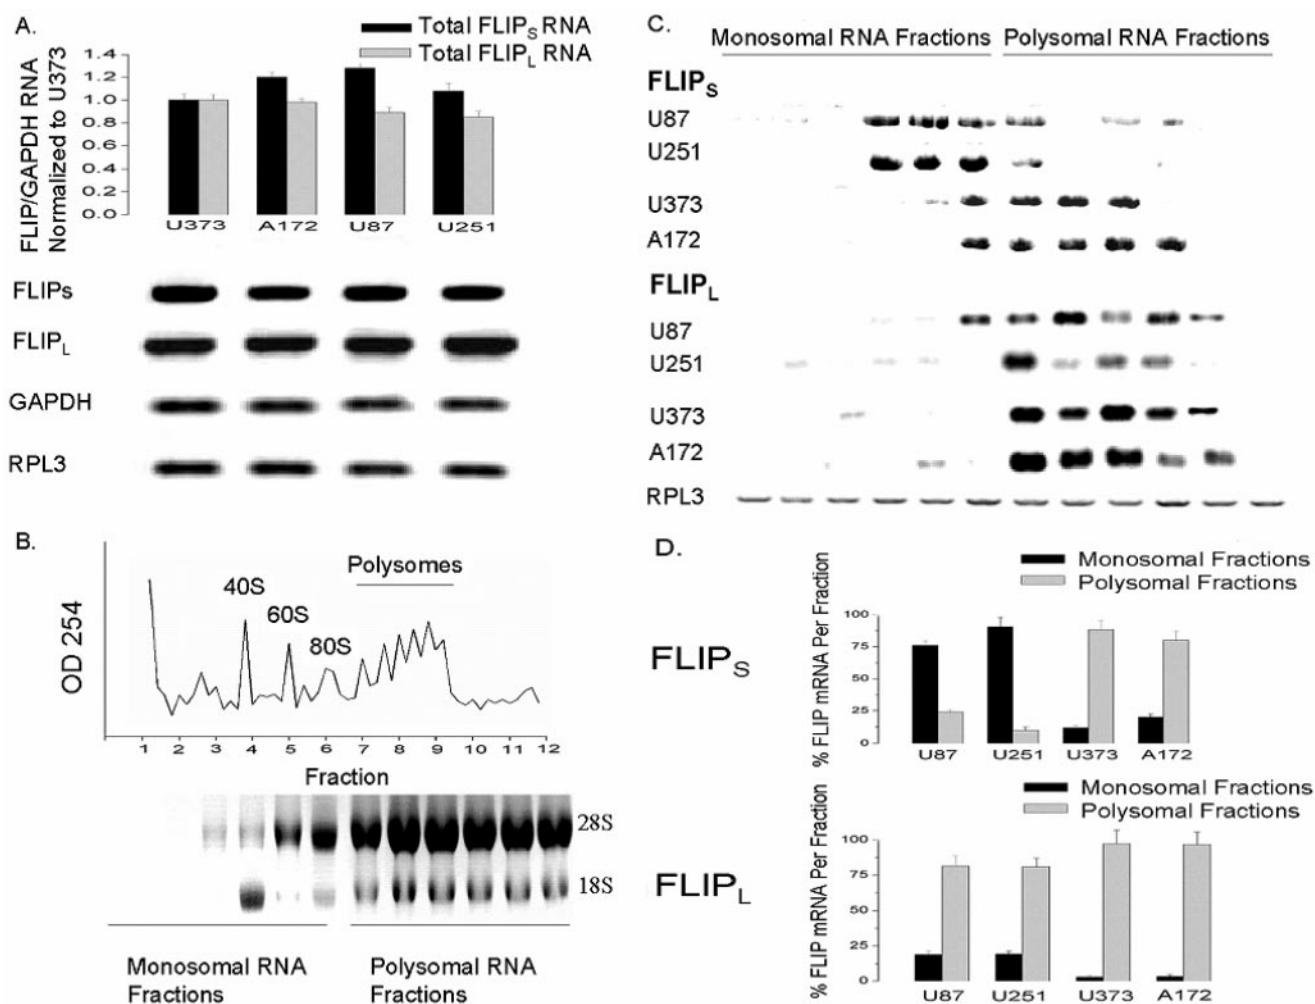 A.
Total FLIPS RNA
Total FLIPL RNA
FLIP/GAPDH RNA
Normalized to U373
1.4
1.2
1.0
0.8
0.6
0.4
0.2
0.0
U373 A172 U87 U251
FLIPs
FLIPL
GAPDH
RPL3
B.
OD 254
40S
60S
80S
Polysomes
1 2 3 4 5 6 7 8 9 10 11 12
Fraction
28S
18S
Monosomal RNA
Fractions
Polysomal RNA
Fractions
C.
Monosomal RNA Fractions Polysomal RNA Fractions
FLIPS
U87
U251
U373
A172
FLIPL
U87
U251
U373
A172
RPL3
D.
Monosomal Fractions
Polysomal Fractions
FLIPS
% FLIP mRNA Per Fraction
100
75
50
25
0
U87 U251 U373 A172
Monosomal Fractions
Polysomal Fractions
FLIPL
% FLIP mRNA Per Fraction
100
75
50
25
0
U87 U251 U373 A172